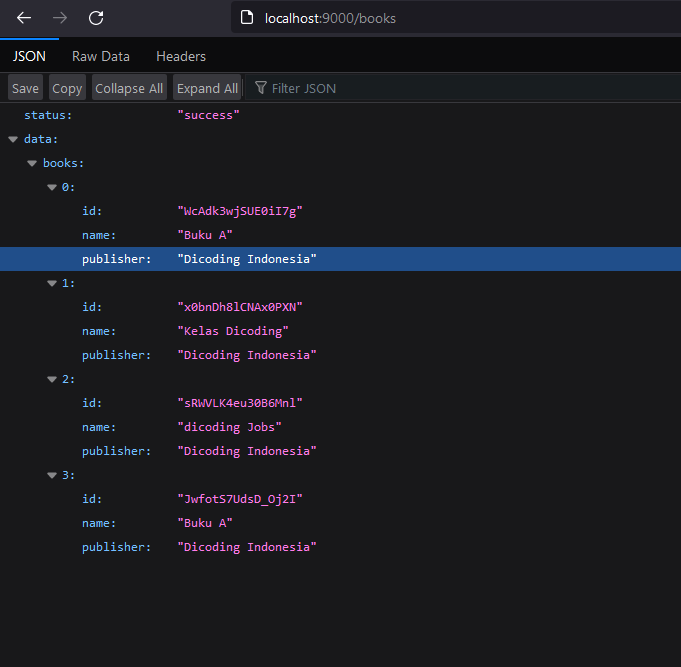 localhost:9000/books
JSON Raw Data Headers
Save Copy Collapse All Expand All Filter JSON
status: "success"
data:
books:
0:
id: "WcAdk3wjSUE0iI7g"
name: "Buku A"
publisher: "Dicoding Indonesia"
1:
id: "x0bnDh8lCNAx0PXN"
name: "Kelas Dicoding"
publisher: "Dicoding Indonesia"
2:
id: "sRWVLK4eu30B6Mnl"
name: "dicoding Jobs"
publisher: "Dicoding Indonesia"
3:
id: "JwfotS7UdsD_Oj2I"
name: "Buku A"
publisher: "Dicoding Indonesia"